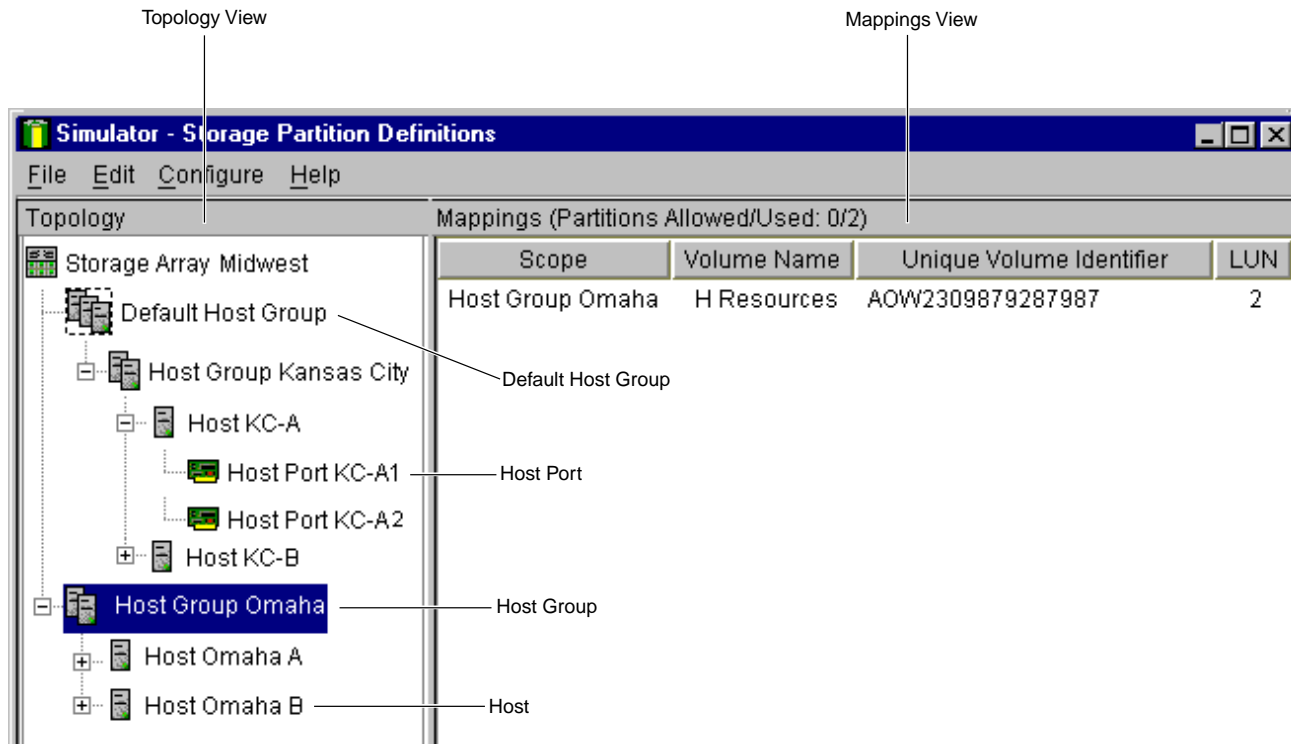 Topology View
Mappings View
Simulator - Storage Partition Definitions
File Edit Configure Help
Topology
Mappings (Partitions Allowed/Used: 0/2)
Scope Volume Name Unique Volume Identifier LUN
Storage Array Midwest
Host Group Omaha H Resources AOW2309879287987 2
Default Host Group
Host Group Kansas City
Default Host Group
Host KC-A
Host Port KC-A1
Host Port
Host Port KC-A2
Host KC-B
Host Group Omaha
Host Group
Host Omaha A
Host Omaha B
Host